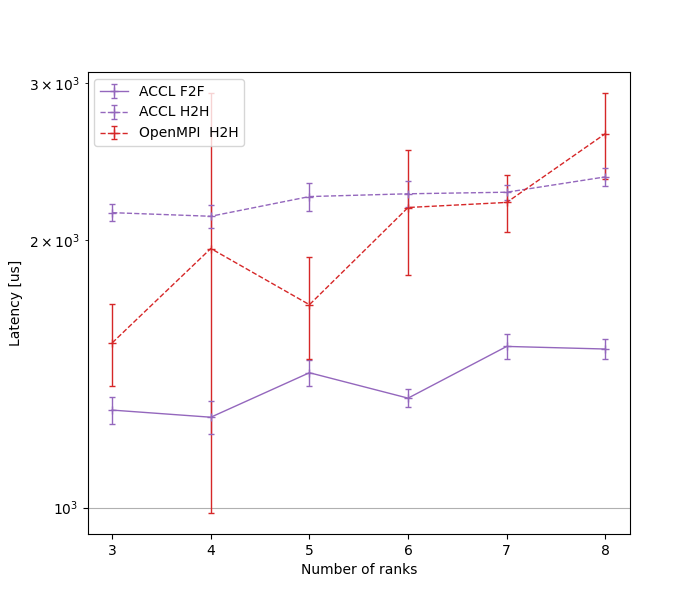 ACCL F2F
ACCL H2H
OpenMPI  H2H
3 × 10³
2 × 10³
10³
Latency [us]
3 4 5 6 7 8
Number of ranks